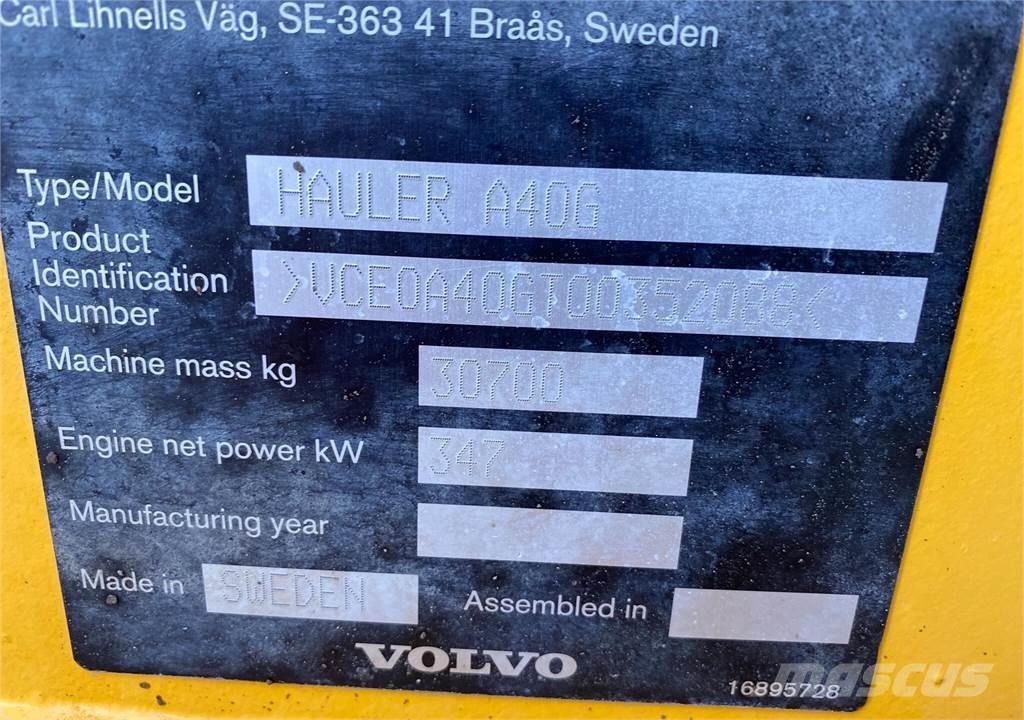 Carl Lihnells Väg, SE-363 41 Braås, Sweden
Type/Model HAULER A40G
Product
Identification
Number >VCE0A40GT00352088<
Machine mass kg 30700
Engine net power kW 347
Manufacturing year
Made in SWEDEN Assembled in
VOLVO
16895728
mascus